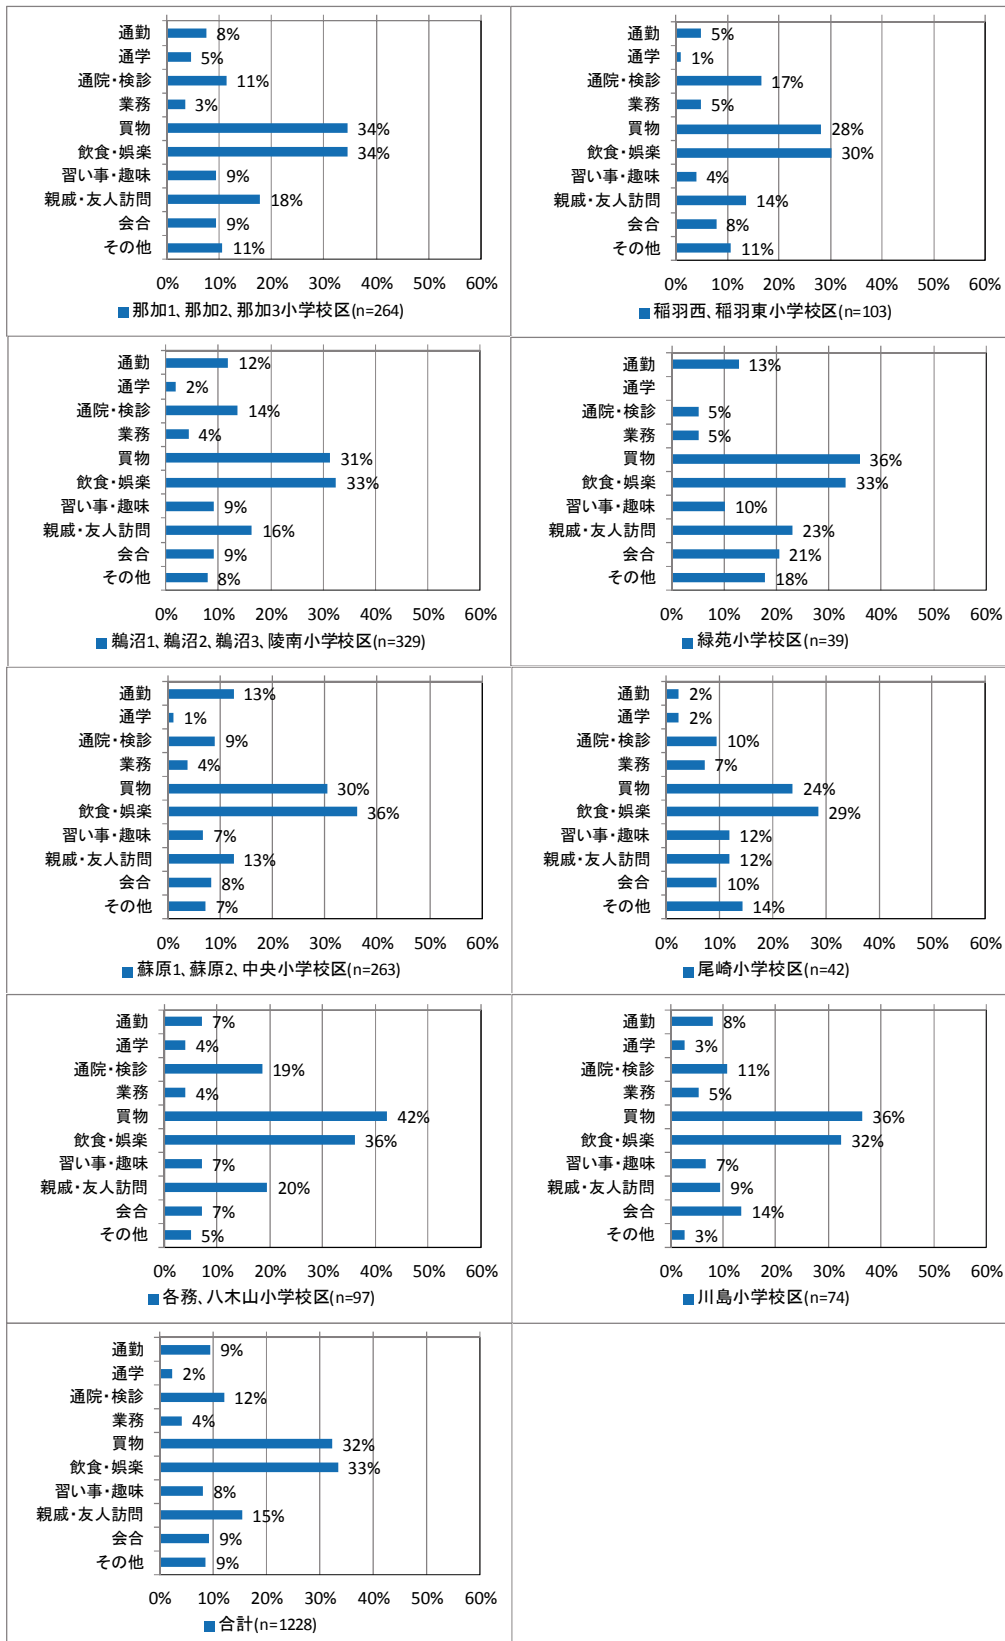 通勤 8%
通学 5%
通院・検診 11%
業務 3%
買物 34%
飲食・娯楽 34%
習い事・趣味 9%
親戚・友人訪問 18%
会合 9%
その他 11%
0% 10% 20% 30% 40% 50% 60%
那加1、那加2、那加3小学校区(n=264)
通勤 5%
通学 1%
通院・検診 17%
業務 5%
買物 28%
飲食・娯楽 30%
習い事・趣味 4%
親戚・友人訪問 14%
会合 8%
その他 11%
0% 10% 20% 30% 40% 50% 60%
稲羽西、稲羽東小学校区(n=103)
通勤 12%
通学 2%
通院・検診 14%
業務 4%
買物 31%
飲食・娯楽 33%
習い事・趣味 9%
親戚・友人訪問 16%
会合 9%
その他 8%
0% 10% 20% 30% 40% 50% 60%
鵜沼1、鵜沼2、鵜沼3、陵南小学校区(n=329)
通勤 13%
通学
通院・検診 5%
業務 5%
買物 36%
飲食・娯楽 33%
習い事・趣味 10%
親戚・友人訪問 23%
会合 21%
その他 18%
0% 10% 20% 30% 40% 50% 60%
緑苑小学校区(n=39)
通勤 13%
通学 1%
通院・検診 9%
業務 4%
買物 30%
飲食・娯楽 36%
習い事・趣味 7%
親戚・友人訪問 13%
会合 8%
その他 7%
0% 10% 20% 30% 40% 50% 60%
蘇原1、蘇原2、中央小学校区(n=263)
通勤 2%
通学 2%
通院・検診 10%
業務 7%
買物 24%
飲食・娯楽 29%
習い事・趣味 12%
親戚・友人訪問 12%
会合 10%
その他 14%
0% 10% 20% 30% 40% 50% 60%
尾崎小学校区(n=42)
通勤 7%
通学 4%
通院・検診 19%
業務 4%
買物 42%
飲食・娯楽 36%
習い事・趣味 7%
親戚・友人訪問 20%
会合 7%
その他 5%
0% 10% 20% 30% 40% 50% 60%
各務、八木山小学校区(n=97)
通勤 8%
通学 3%
通院・検診 11%
業務 5%
買物 36%
飲食・娯楽 32%
習い事・趣味 7%
親戚・友人訪問 9%
会合 14%
その他 3%
0% 10% 20% 30% 40% 50% 60%
川島小学校区(n=74)
通勤 9%
通学 2%
通院・検診 12%
業務 4%
買物 32%
飲食・娯楽 33%
習い事・趣味 8%
親戚・友人訪問 15%
会合 9%
その他 9%
0% 10% 20% 30% 40% 50% 60%
合計(n=1228)